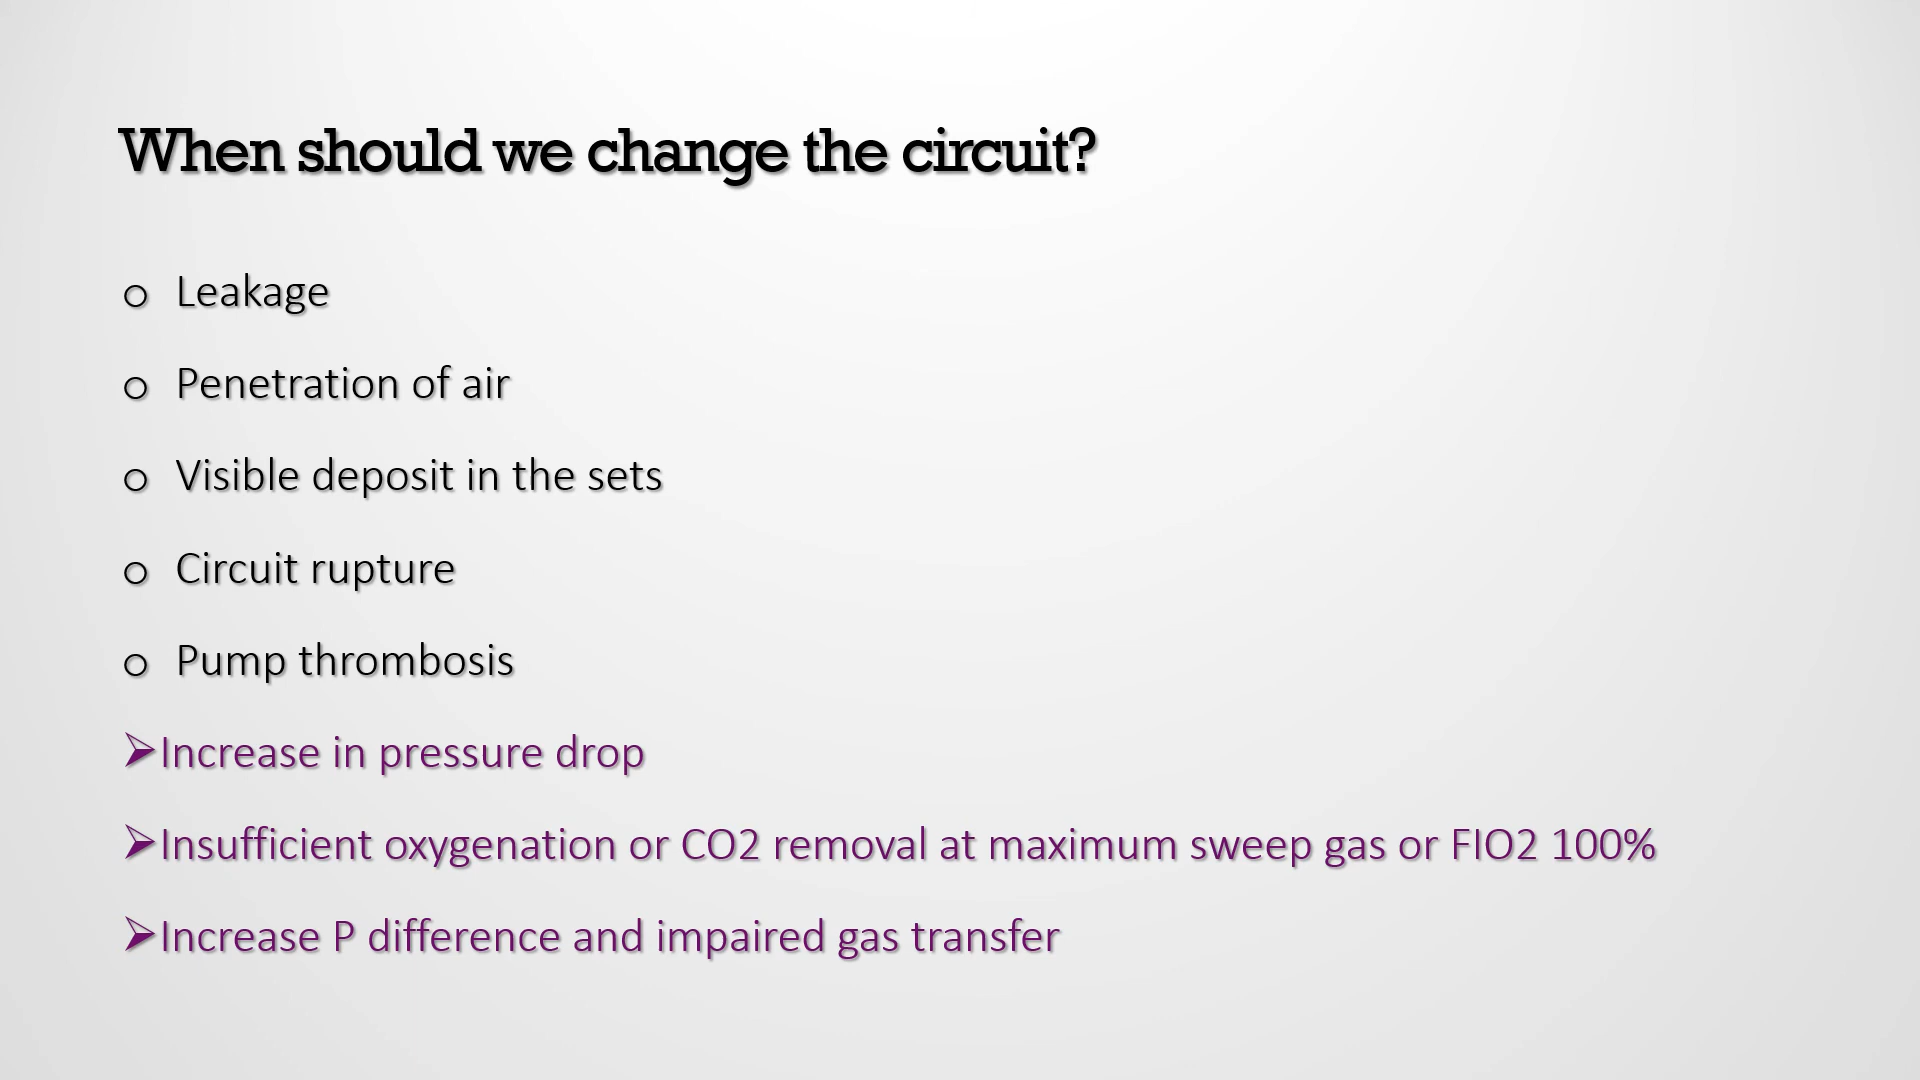 When should we change the circuit?
o Leakage
o Penetration of air
o Visible deposit in the sets
o Circuit rupture
o Pump thrombosis
➢Increase in pressure drop
➢Insufficient oxygenation or CO2 removal at maximum sweep gas or FIO2 100%
➢Increase P difference and impaired gas transfer